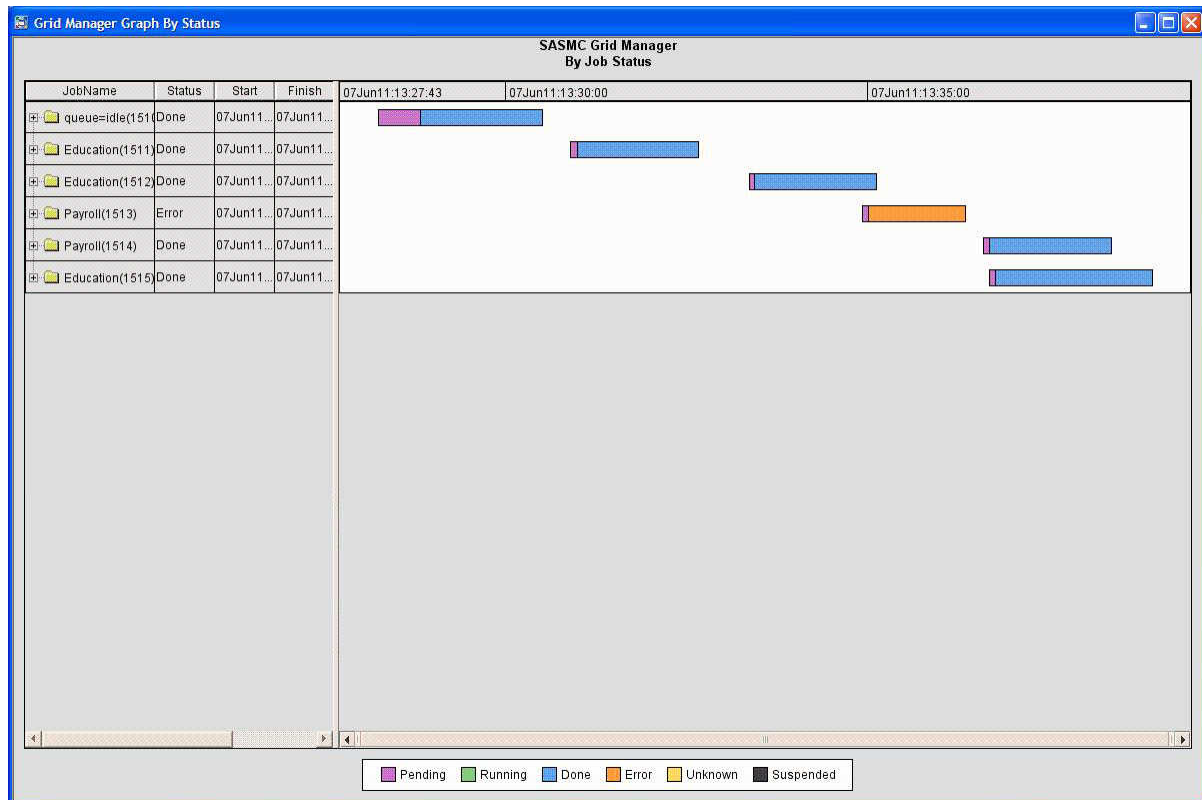 Grid Manager Graph By Status
SASMC Grid Manager
By Job Status
JobName Status Start Finish 07Jun11:13:27:43 07Jun11:13:30:00 07Jun11:13:35:00
queue=idle(1510 Done 07Jun11... 07Jun11...
Education(1511) Done 07Jun11... 07Jun11...
Education(1512) Done 07Jun11... 07Jun11...
Payroll(1513) Error 07Jun11... 07Jun11...
Payroll(1514) Done 07Jun11... 07Jun11...
Education(1515) Done 07Jun11... 07Jun11...
Pending Running Done Error Unknown Suspended